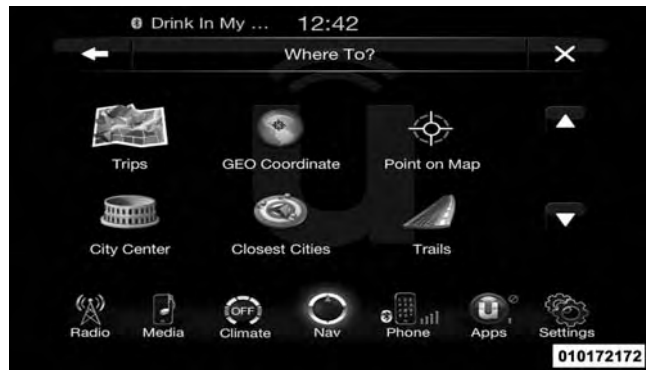 Drink In My ... 12:42
Where To?
Trips GEO Coordinate Point on Map
City Center Closest Cities Trails
OFF
Radio Media Climate Nav Phone Apps Settings
010172172